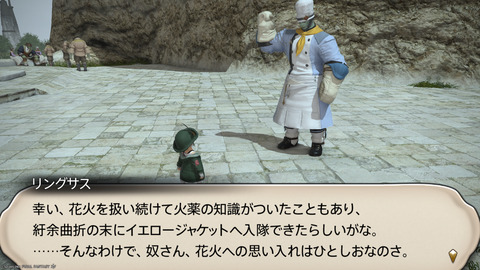 リングサス
幸い、花火を扱い続けて火薬の知識がついたこともあり、
紆余曲折の末にイエロージャケットへ入隊できたらしいがな。
……そんなわけで、奴さん、花火への思い入れはひとしおなのさ。